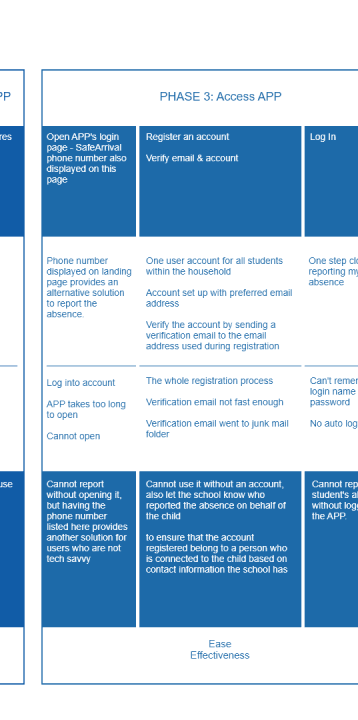 PP
PHASE 3: Access APP
res
Open APP's login
page - SafeArrival
phone number also
displayed on this
page
Register an account
Verify email & account
Log In
Phone number
displayed on landing
page provides an
alternative solution
to report the
absence.
One user account for all students
within the household
Account set up with preferred email
address
Verify the account by sending a
verification email to the email
address used during registration
One step clo
reporting my
absence
Log into account
APP takes too long
to open
Cannot open
The whole registration process
Verification email not fast enough
Verification email went to junk mail
folder
Can't remer
login name
password
No auto log
use
Cannot report
without opening it,
but having the
phone number
listed here provides
another solution for
users who are not
tech savvy
Cannot use it without an account,
also let the school know who
reported the absence on behalf of
the child
to ensure that the account
registered belong to a person who
is connected to the child based on
contact information the school has
Cannot rep
student's al
without logg
the APP.
Ease
Effectiveness